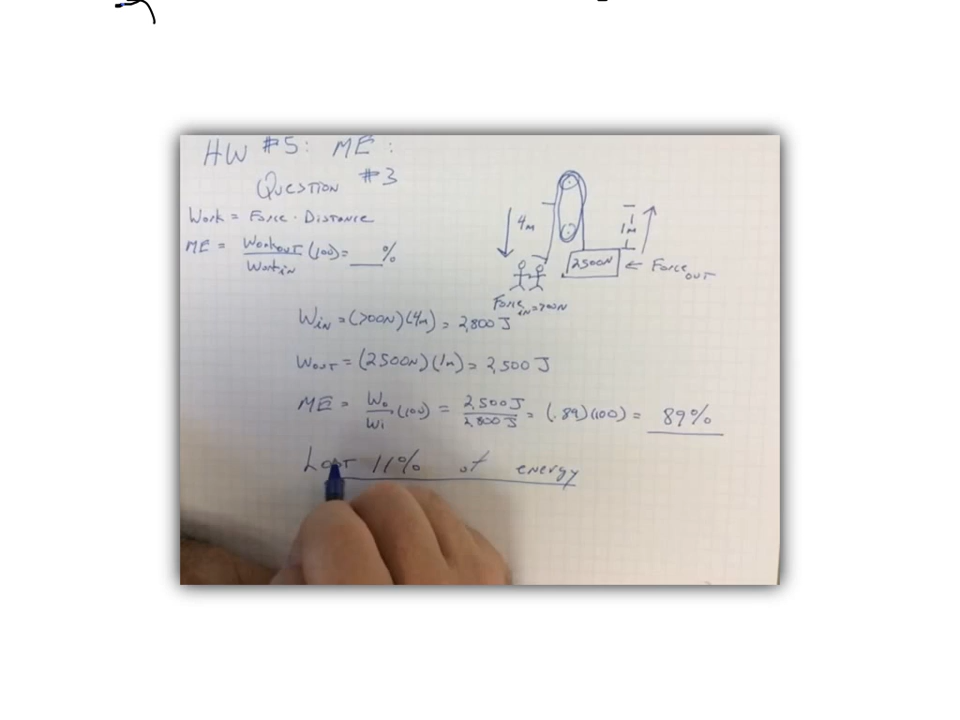 HW #5: ME:
Question #3
Work = Force · Distance
ME = Workout/Workin (100) = ___%
4m
1m
2500N ← Force OUT
Force IN = 700N
WIN = (700N)(4m) = 2,800 J
WOUT = (2500N)(1m) = 2,500 J
ME = Wo/Wi (100) = 2,500J/2,800J = (.89)(100) = 89%
Lost 11% of energy